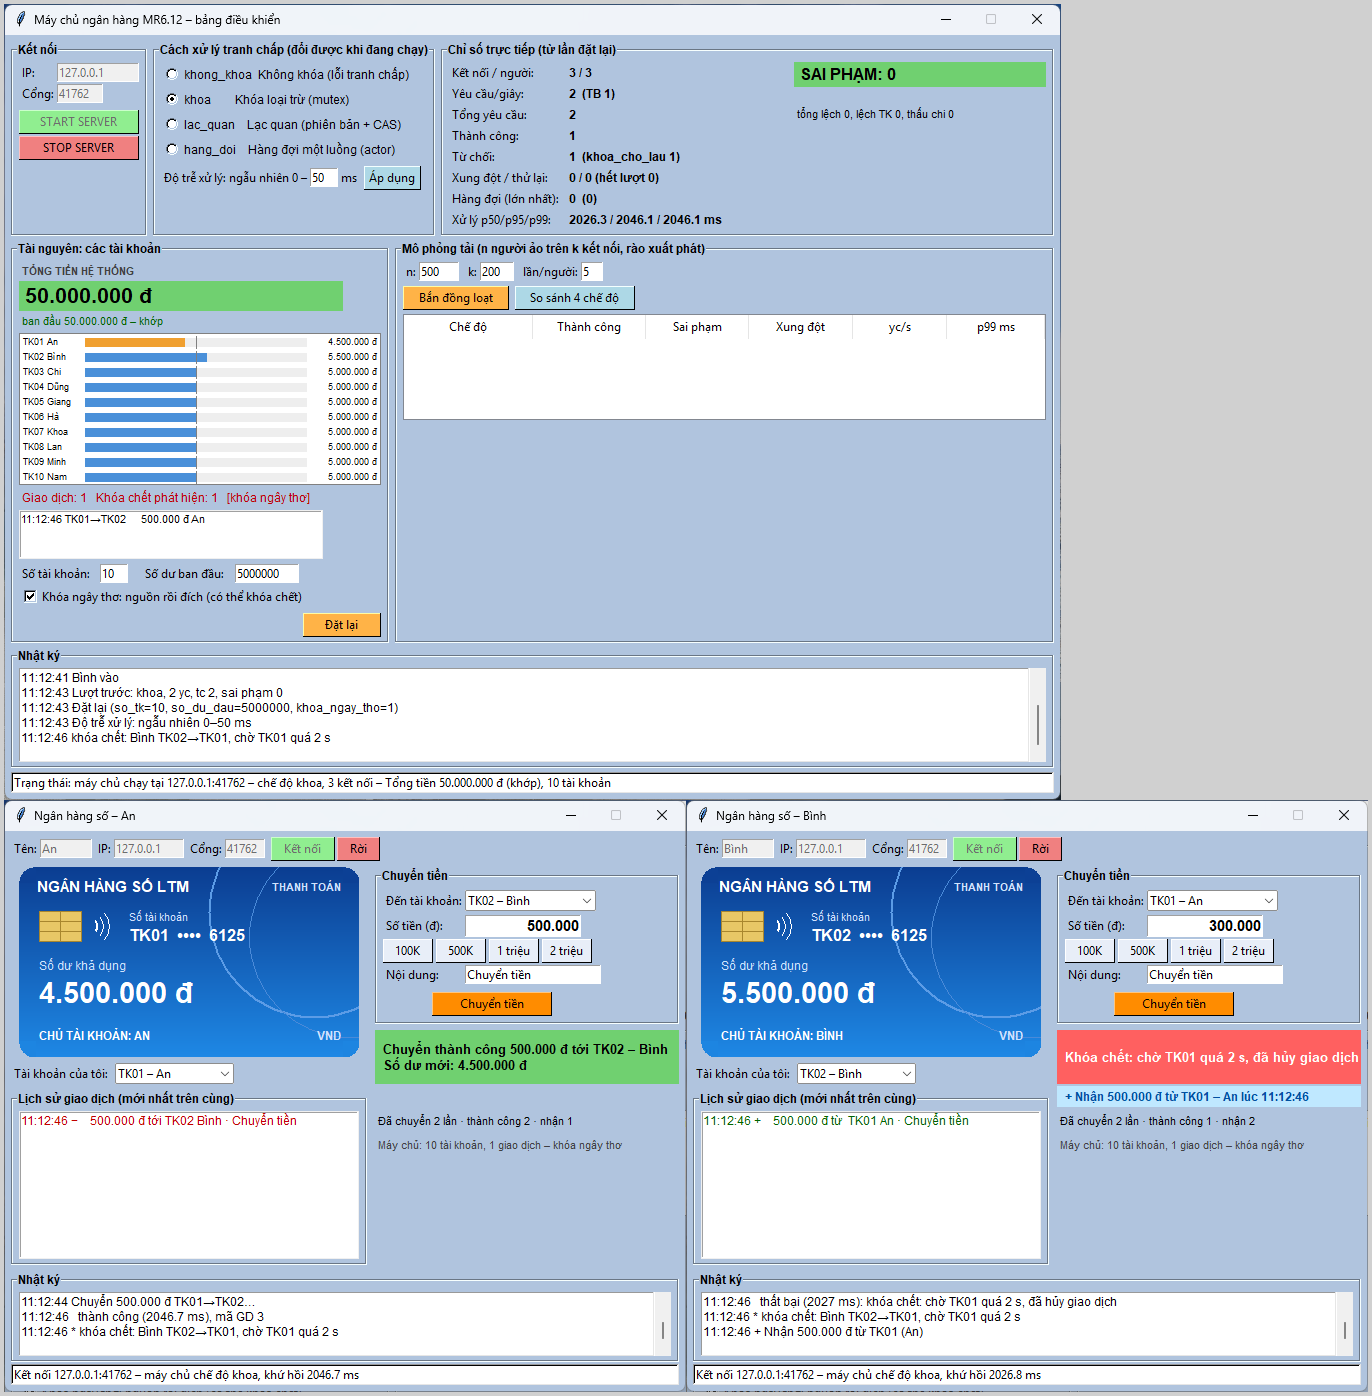 Máy chủ ngân hàng MR6.12 – bảng điều khiển
Kết nối
IP: 127.0.0.1
Cổng: 41762
START SERVER
STOP SERVER
Cách xử lý tranh chấp (đổi được khi đang chạy)
khong_khoa Không khóa (lỗi tranh chấp)
khoa Khóa loại trừ (mutex)
lac_quan Lạc quan (phiên bản + CAS)
hang_doi Hàng đợi một luồng (actor)
Độ trễ xử lý: ngẫu nhiên 0 – 50 ms Áp dụng
Chỉ số trực tiếp (từ lần đặt lại)
Kết nối / người: 3 / 3
Yêu cầu/giây: 2 (TB 1)
Tổng yêu cầu: 2
Thành công: 1
Từ chối: 1 (khoa_cho_lau 1)
Xung đột / thử lại: 0 / 0 (hết lượt 0)
Hàng đợi (lớn nhất): 0 (0)
Xử lý p50/p95/p99: 2026.3 / 2046.1 / 2046.1 ms
SAI PHẠM: 0
tổng lệch 0, lệch TK 0, thấu chi 0
Tài nguyên: các tài khoản
TỔNG TIỀN HỆ THỐNG
50.000.000 đ
ban đầu 50.000.000 đ – khớp
TK01 An 4.500.000 đ
TK02 Bình 5.500.000 đ
TK03 Chi 5.000.000 đ
TK04 Dũng 5.000.000 đ
TK05 Giang 5.000.000 đ
TK06 Hà 5.000.000 đ
TK07 Khoa 5.000.000 đ
TK08 Lan 5.000.000 đ
TK09 Minh 5.000.000 đ
TK10 Nam 5.000.000 đ
Giao dịch: 1 Khóa chết phát hiện: 1 [khóa ngây thơ]
11:12:46 TK01→TK02 500.000 đ An
Số tài khoản: 10 Số dư ban đầu: 5000000
Khóa ngây thơ: nguồn rồi đích (có thể khóa chết)
Đặt lại
Mô phỏng tải (n người ảo trên k kết nối, rào xuất phát)
n: 500 k: 200 lần/người: 5
Bắn đồng loạt So sánh 4 chế độ
Chế độ Thành công Sai phạm Xung đột yc/s p99 ms
Nhật ký
11:12:41 Bình vào
11:12:43 Lượt trước: khoa, 2 yc, tc 2, sai phạm 0
11:12:43 Đặt lại (so_tk=10, so_du_dau=5000000, khoa_ngay_tho=1)
11:12:43 Độ trễ xử lý: ngẫu nhiên 0–50 ms
11:12:46 khóa chết: Bình TK02→TK01, chờ TK01 quá 2 s
Trạng thái: máy chủ chạy tại 127.0.0.1:41762 – chế độ khoa, 3 kết nối – Tổng tiền 50.000.000 đ (khớp), 10 tài khoản
Ngân hàng số – An
Tên: An IP: 127.0.0.1 Cổng: 41762 Kết nối Rời
NGÂN HÀNG SỐ LTM THANH TOÁN
Số tài khoản
TK01 •••• 6125
Số dư khả dụng
4.500.000 đ
CHỦ TÀI KHOẢN: AN VND
Tài khoản của tôi: TK01 – An
Chuyển tiền
Đến tài khoản: TK02 – Bình
Số tiền (đ): 500.000
100K 500K 1 triệu 2 triệu
Nội dung: Chuyển tiền
Chuyển tiền
Chuyển thành công 500.000 đ tới TK02 – Bình
Số dư mới: 4.500.000 đ
Lịch sử giao dịch (mới nhất trên cùng)
11:12:46 – 500.000 đ tới TK02 Bình · Chuyển tiền
Đã chuyển 2 lần · thành công 2 · nhận 1
Máy chủ: 10 tài khoản, 1 giao dịch – khóa ngây thơ
Nhật ký
11:12:44 Chuyển 500.000 đ TK01→TK02...
11:12:46 thành công (2046.7 ms), mã GD 3
11:12:46 * khóa chết: Bình TK02→TK01, chờ TK01 quá 2 s
Kết nối 127.0.0.1:41762 – máy chủ chế độ khoa, khứ hồi 2046.7 ms
Ngân hàng số – Bình
Tên: Bình IP: 127.0.0.1 Cổng: 41762 Kết nối Rời
NGÂN HÀNG SỐ LTM THANH TOÁN
Số tài khoản
TK02 •••• 6125
Số dư khả dụng
5.500.000 đ
CHỦ TÀI KHOẢN: BÌNH VND
Tài khoản của tôi: TK02 – Bình
Chuyển tiền
Đến tài khoản: TK01 – An
Số tiền (đ): 300.000
100K 500K 1 triệu 2 triệu
Nội dung: Chuyển tiền
Chuyển tiền
Khóa chết: chờ TK01 quá 2 s, đã hủy giao dịch
+ Nhận 500.000 đ từ TK01 – An lúc 11:12:46
Lịch sử giao dịch (mới nhất trên cùng)
11:12:46 + 500.000 đ từ TK01 An · Chuyển tiền
Đã chuyển 2 lần · thành công 1 · nhận 2
Máy chủ: 10 tài khoản, 1 giao dịch – khóa ngây thơ
Nhật ký
11:12:46 thất bại (2027 ms): khóa chết: chờ TK01 quá 2 s, đã hủy giao dịch
11:12:46 * khóa chết: Bình TK02→TK01, chờ TK01 quá 2 s
11:12:46 + Nhận 500.000 đ từ TK01 (An)
Kết nối 127.0.0.1:41762 – máy chủ chế độ khoa, khứ hồi 2026.8 ms